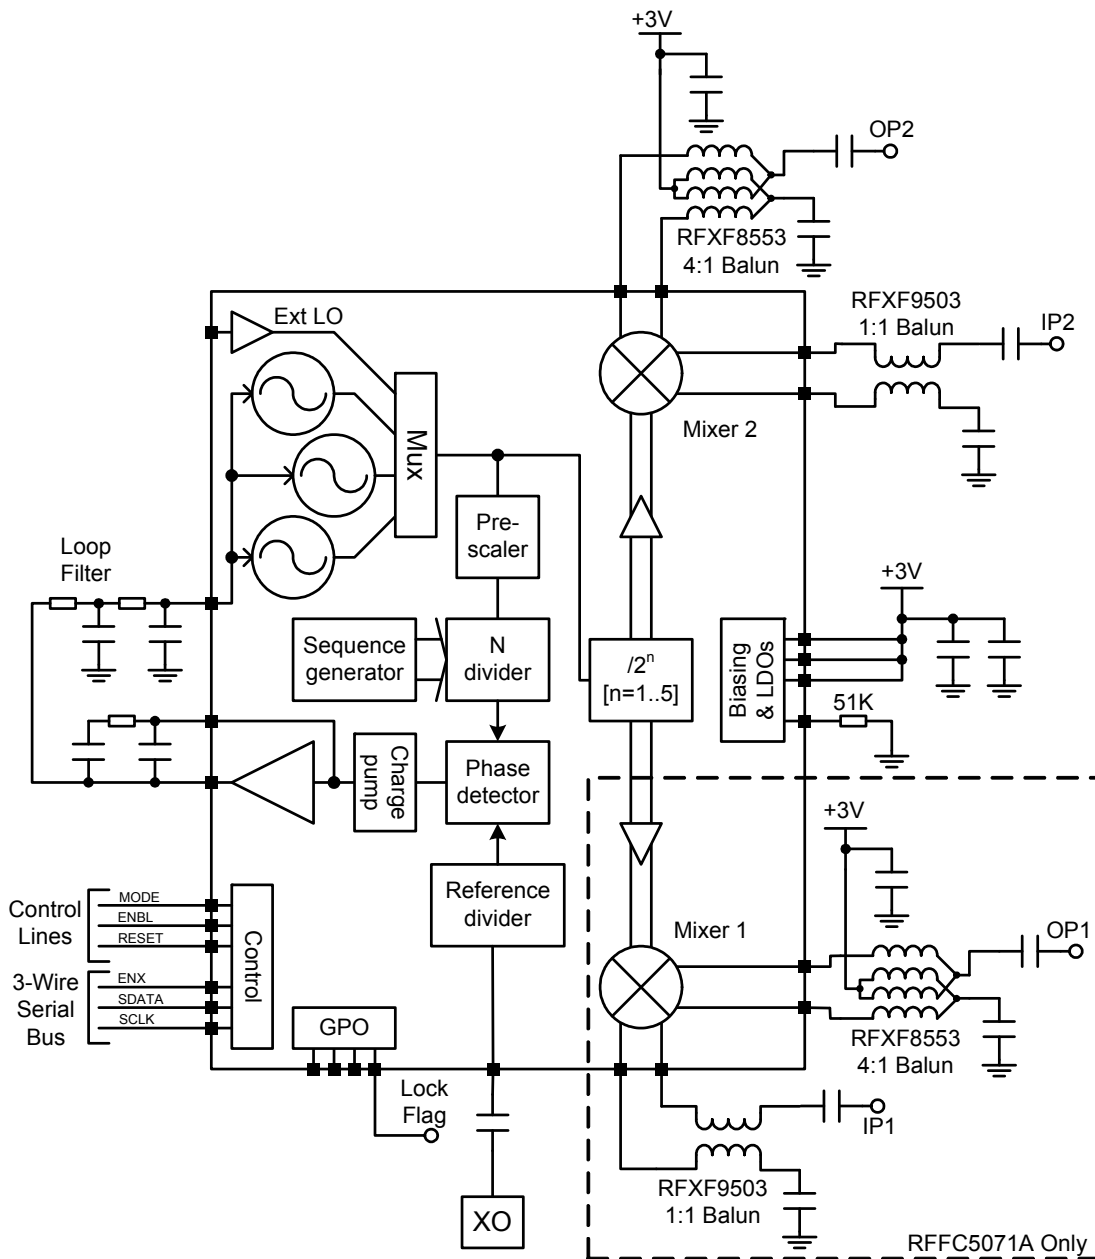 +3V
OP2
RFXF8553
4:1 Balun
RFXF9503
1:1 Balun
IP2
Ext LO
Mux
Mixer 2
Pre-
scaler
Loop
Filter
Sequence
generator
N
divider
/2ⁿ
[n=1..5]
+3V
Biasing
& LDOs
51K
Charge
pump
Phase
detector
+3V
Reference
divider
Mixer 1
OP1
Control
Lines
MODE
ENBL
RESET
3-Wire
Serial
Bus
ENX
SDATA
SCLK
Control
GPO
RFXF8553
4:1 Balun
Lock
Flag
IP1
RFXF9503
1:1 Balun
XO
RFFC5071A Only